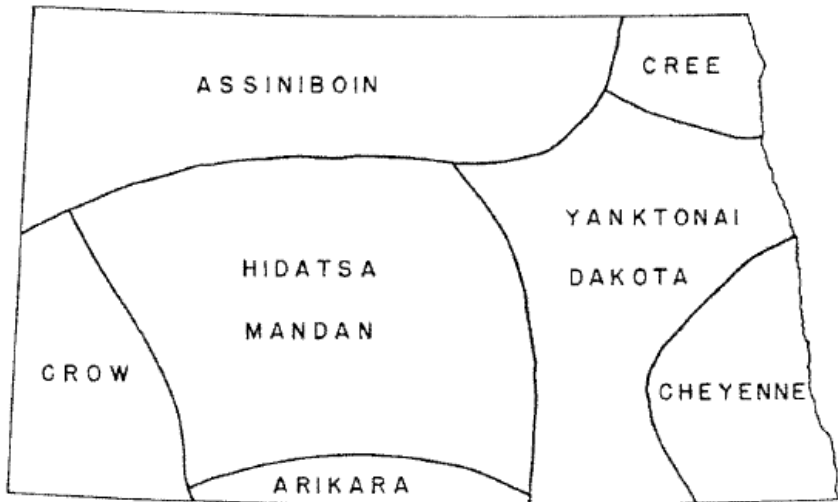 ASSINIBOIN
CREE
YANKTONAI
DAKOTA
HIDATSA
MANDAN
CROW
CHEYENNE
ARIKARA